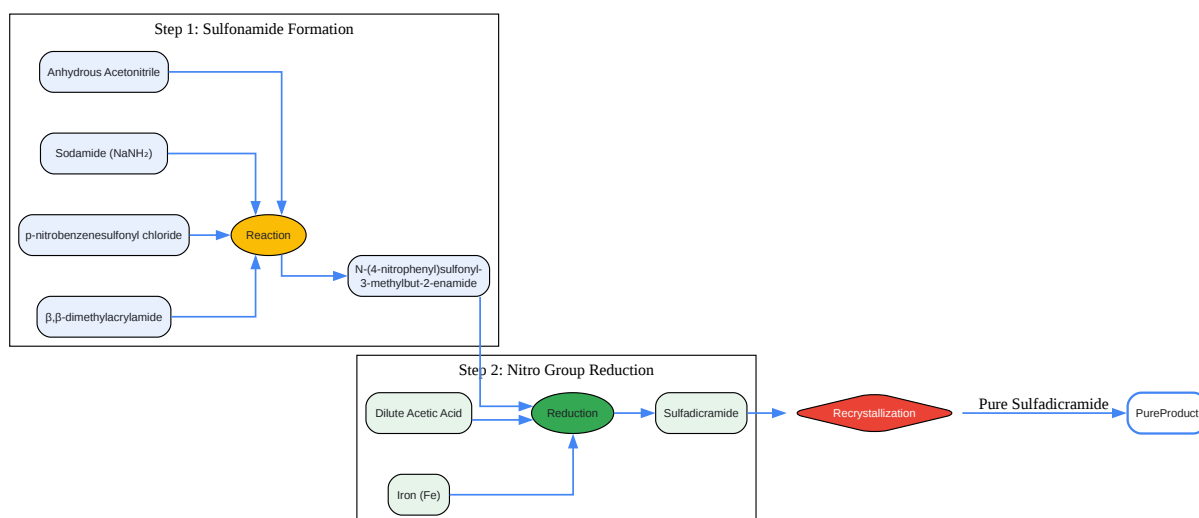 Step 1: Sulfonamide Formation
Anhydrous Acetonitrile
Sodamide (NaNH₂)
p-nitrobenzenesulfonyl chloride
Reaction
N-(4-nitrophenyl)sulfonyl-
3-methylbut-2-enamide
β,β-dimethylacrylamide
Step 2: Nitro Group Reduction
Dilute Acetic Acid
Reduction
Sulfadicramide
Recrystallization
Pure Sulfadicramide
PureProduct
Iron (Fe)